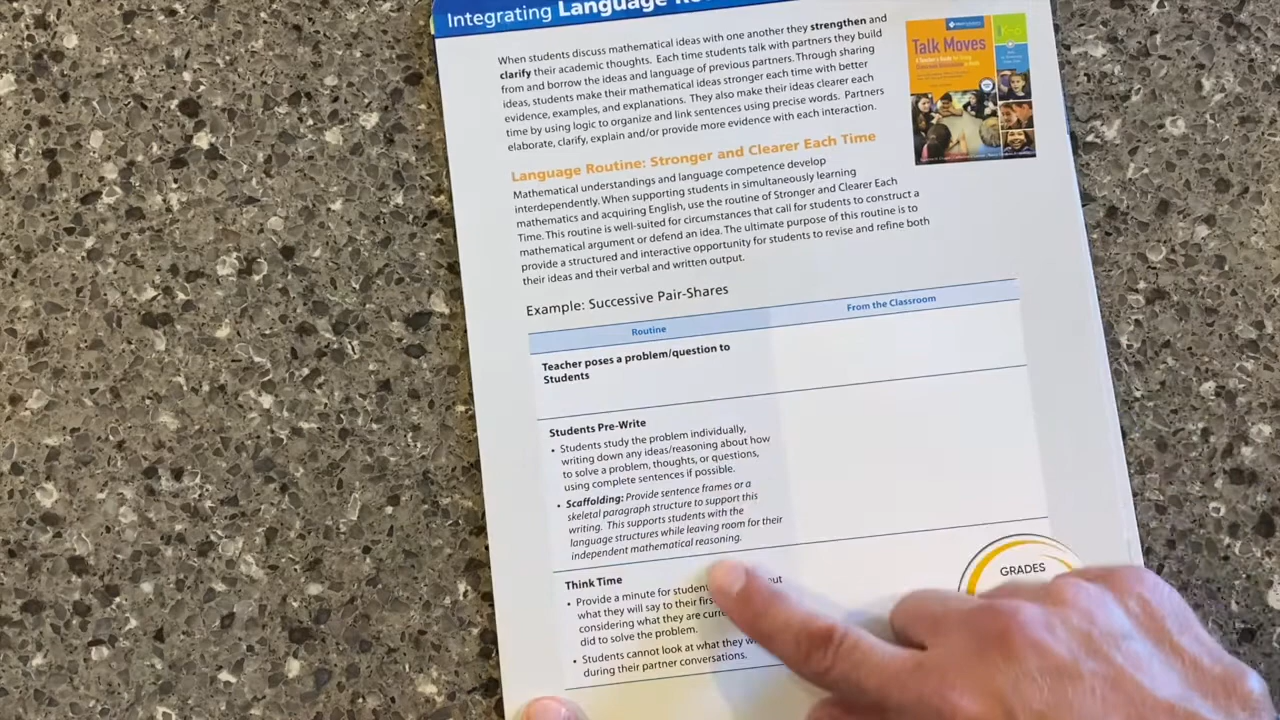 Integrating Language
When students discuss mathematical ideas with one another they strengthen and
clarify their academic thoughts. Each time students talk with partners they build
from and borrow the ideas and language of previous partners. Through sharing
ideas, students make their mathematical ideas stronger each time with better
evidence, examples, and explanations. They also make their ideas clearer each
time by using logic to organize and link sentences using precise words. Partners
elaborate, clarify, explain and/or provide more evidence with each interaction.
Talk Moves
Language Routine: Stronger and Clearer Each Time
Mathematical understandings and language competence develop
interdependently. When supporting students in simultaneously learning
mathematics and acquiring English, use the routine of Stronger and Clearer Each
Time. This routine is well-suited for circumstances that call for students to construct a
mathematical argument or defend an idea. The ultimate purpose of this routine is to
provide a structured and interactive opportunity for students to revise and refine both
their ideas and their verbal and written output.
Example: Successive Pair-Shares
Routine
From the Classroom
Teacher poses a problem/question to
Students
Students Pre-Write
• Students study the problem individually,
writing down any ideas/reasoning about how
to solve a problem, thoughts, or questions,
using complete sentences if possible.
• Scaffolding: Provide sentence frames or a
skeletal paragraph structure to support this
writing. This supports students with the
language structures while leaving room for their
independent mathematical reasoning.
Think Time
• Provide a minute for
what they will say to their
considering what they are
did to solve the problem.
• Students cannot look at what they
during their partner conversations.
GRADES